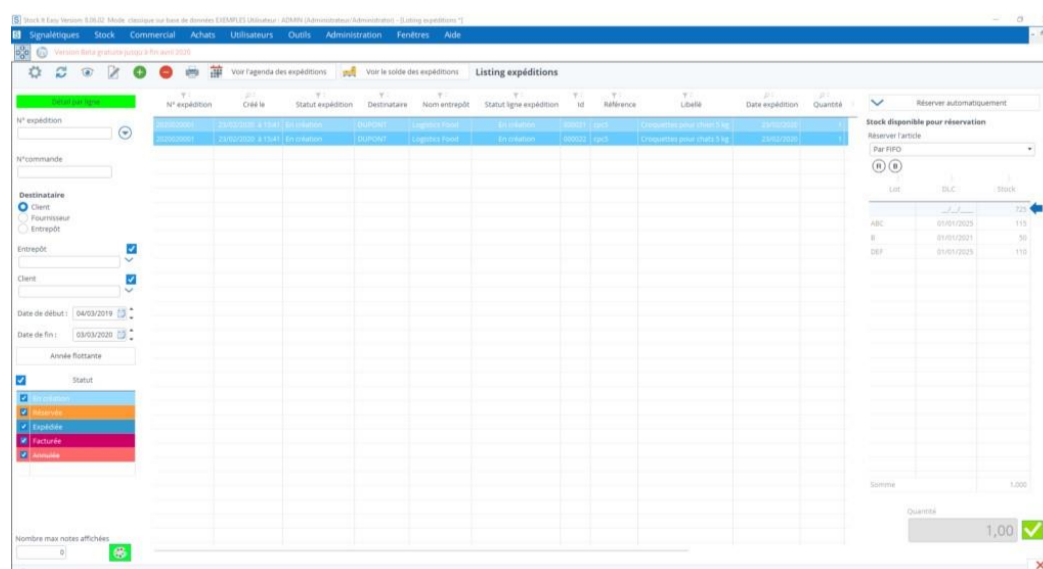 Stock It Easy Version: 8.26.02 Mode classique sur base de données EXEMPLES Utilisateur : ADMIN (Administrateur/Administrator) - [Listing expéditions *]
Signalétiques Stock Commercial Achats Utilisateurs Outils Administration Fenêtres Aide
Version Beta gratuite jusqu'à fin avril 2020
Voir l'agenda des expéditions Voir le solde des expéditions Listing expéditions
Détail par ligne
N° expédition Créé le Statut expédition Destinataire Nom entrepôt Statut ligne expédition Id Référence Libellé Date expédition Quantité
2020020001 23/02/2020 à 15h41 En création DUPONT Logistics Food En création 000021 cpc5 Croquettes pour chien 5 kg 23/02/2020 1
2020020001 23/02/2020 à 15h41 En création DUPONT Logistics Food En création 000022 cpc5 Croquettes pour chats 5 kg 23/02/2020 1
N° expédition
N°commande
Destinataire
Client
Fournisseur
Entrepôt
Entrepôt
Client
Date de début : 04/03/2019
Date de fin : 03/03/2020
Année flottante
Statut
En création
Réservée
Expédiée
Facturée
Annulée
Nombre max notes affichées
0
Réserver automatiquement
Stock disponible pour réservation
Réserver l'article
Par FIFO
R B
Lot DLC Stock
__/__/____ 725
ABC 01/01/2025 115
B 01/01/2021 50
DEF 01/01/2025 110
Somme 1.000
Quantité
1,00